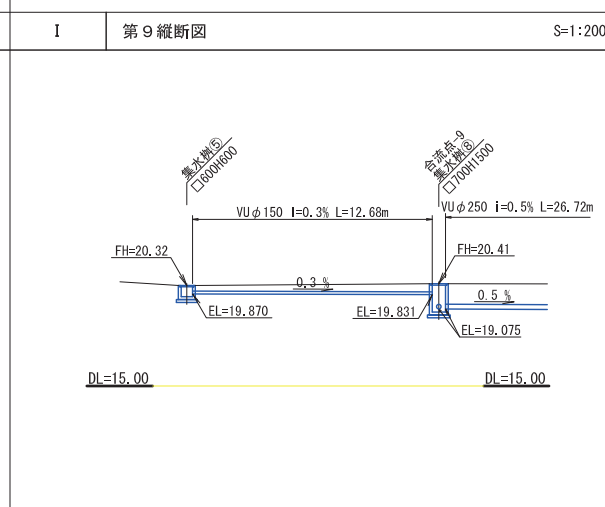 I 第９縦断図 S=1:200
集水桝⑤
□600H600
合流点-9
集水桝⑧
□700H1500
VUφ150 I=0.3% L=12.68m
VUφ250 i=0.5% L=26.72m
FH=20.32
FH=20.41
0.3 %
0.5 %
EL=19.870
EL=19.831
EL=19.075
DL=15.00
DL=15.00